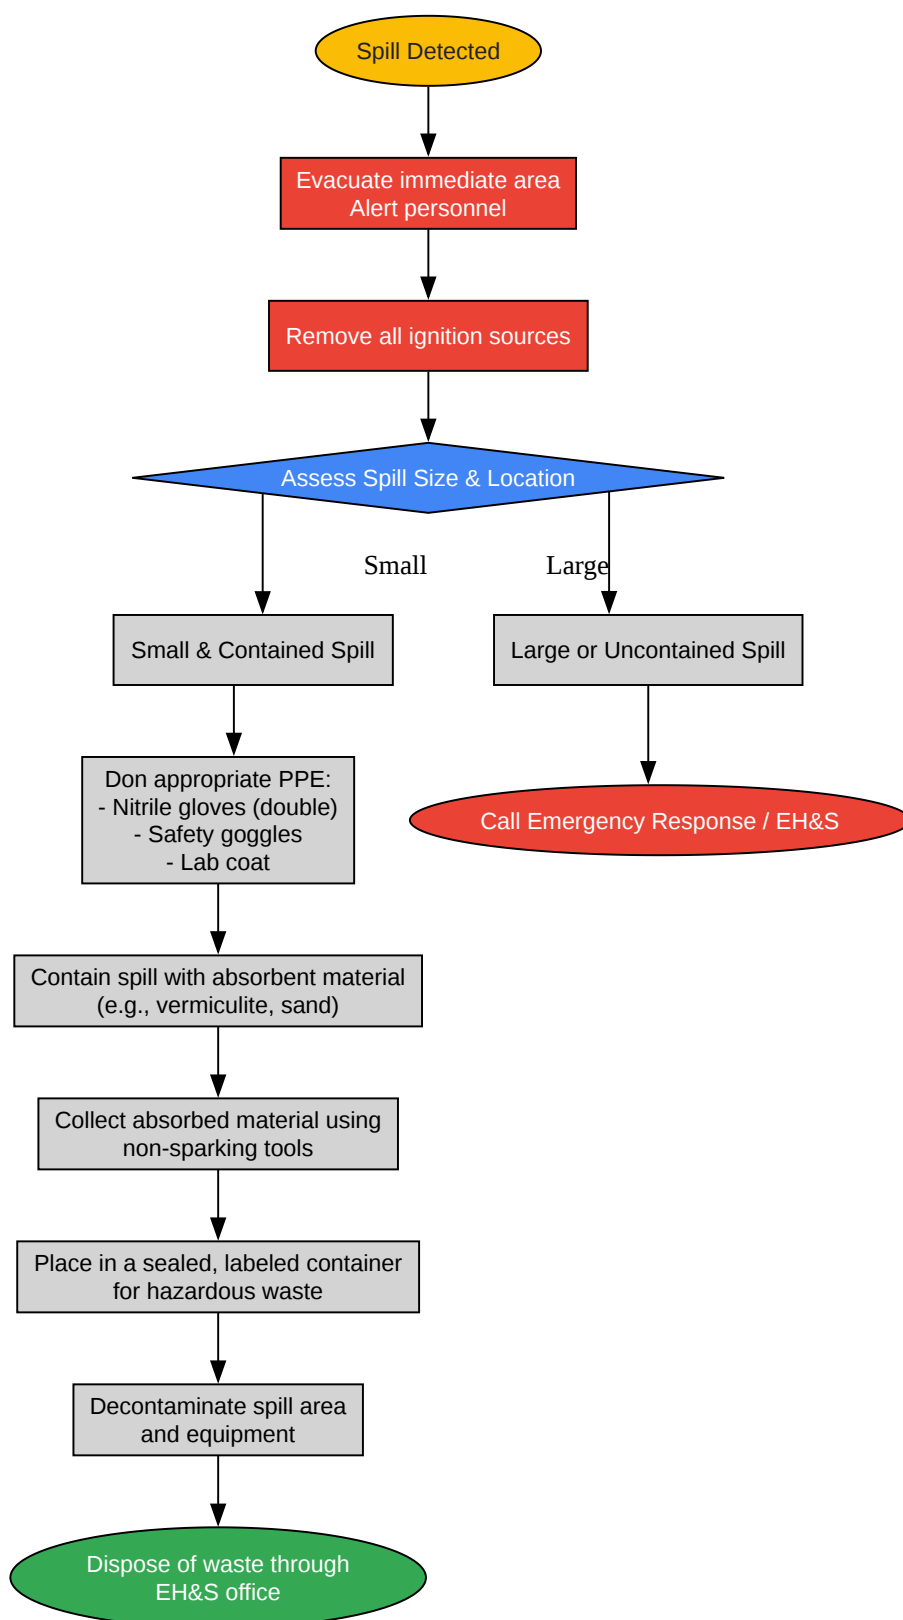 Spill Detected
Evacuate immediate area
Alert personnel
Remove all ignition sources
Assess Spill Size & Location
Small
Large
Small & Contained Spill
Large or Uncontained Spill
Don appropriate PPE:
- Nitrile gloves (double)
- Safety goggles
- Lab coat
Call Emergency Response / EH&S
Contain spill with absorbent material
(e.g., vermiculite, sand)
Collect absorbed material using
non-sparking tools
Place in a sealed, labeled container
for hazardous waste
Decontaminate spill area
and equipment
Dispose of waste through
EH&S office